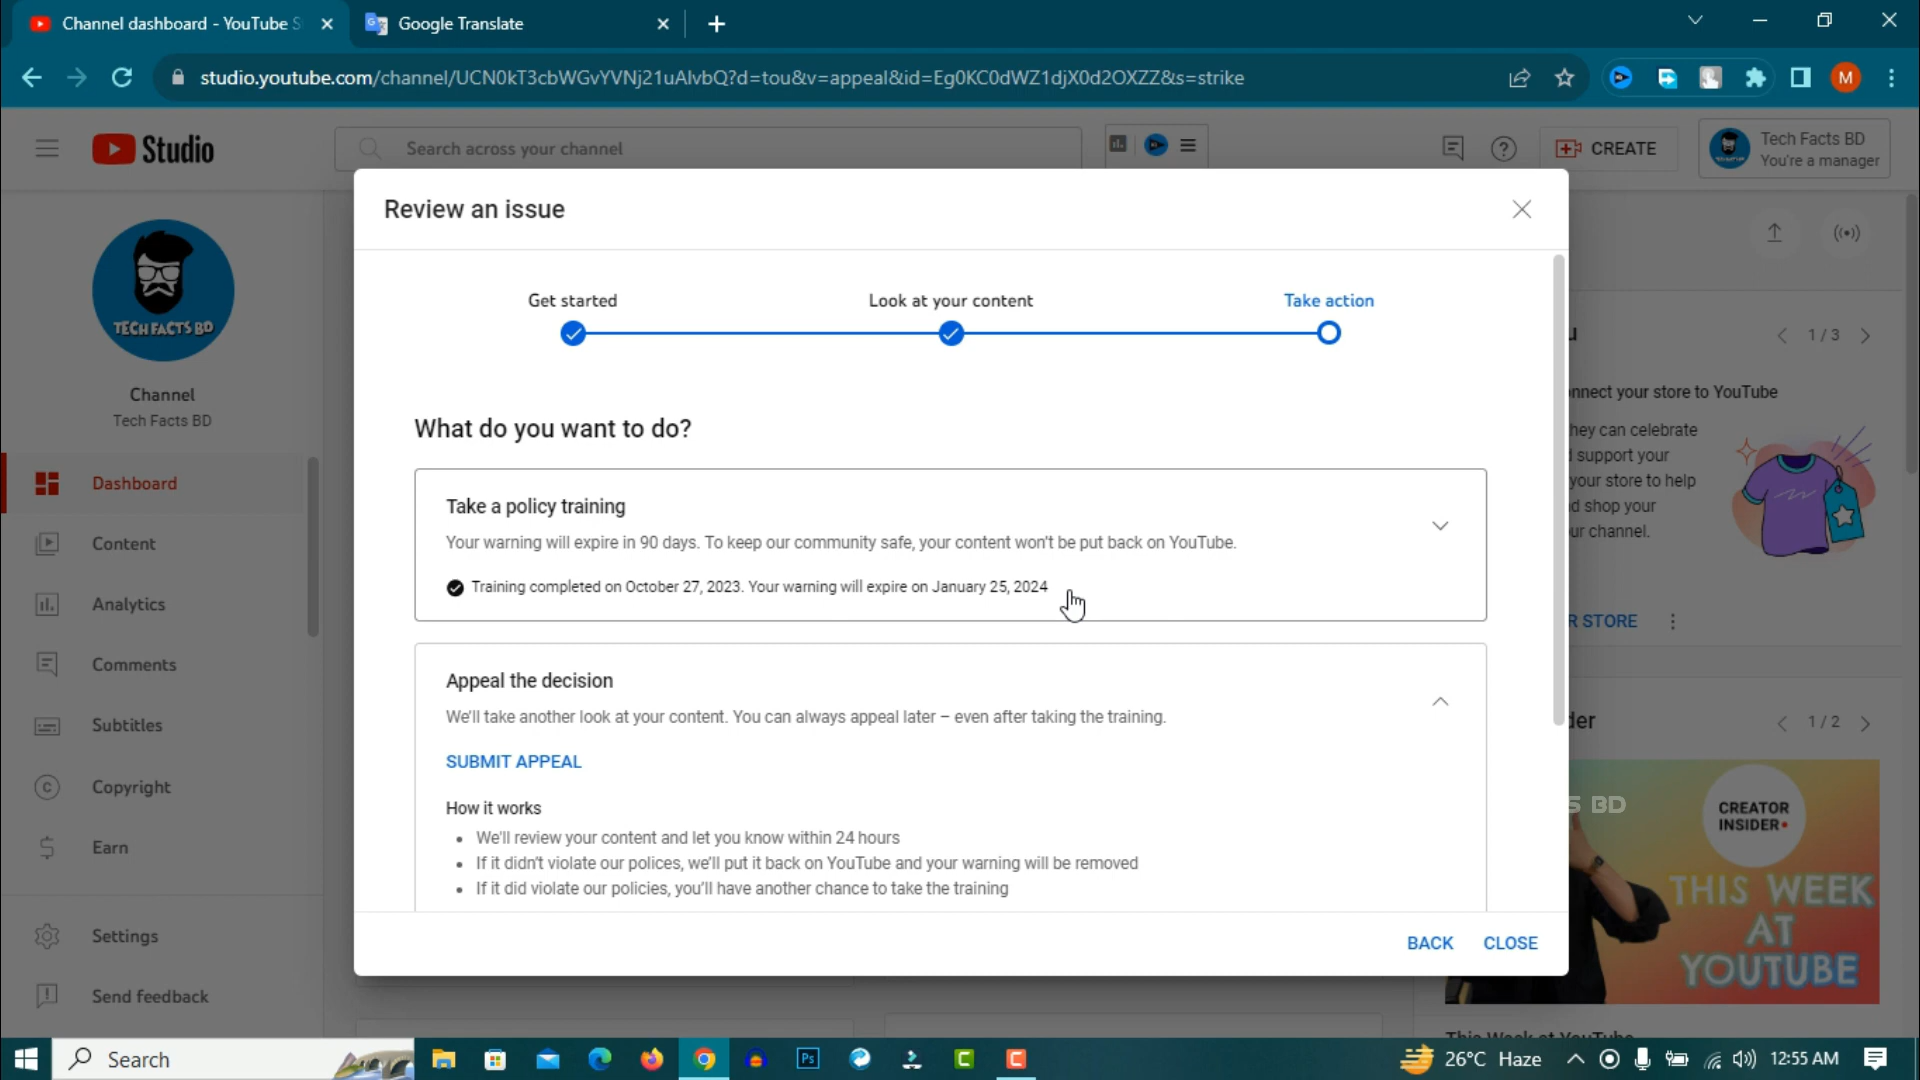 Channel dashboard - YouTube S
Google Translate
studio.youtube.com/channel/UCN0kT3cbWGvYVNj21uAlvbQ?d=tou&v=appeal&id=Eg0KC0dWZ1djX0d2OXZZ&s=strike
M
Studio
Search across your channel
CREATE
Tech Facts BD
You're a manager
Review an issue
Get started
Look at your content
Take action
TECH FACTS BD
Channel
Tech Facts BD
Dashboard
Content
Analytics
Comments
Subtitles
Copyright
Earn
Settings
Send feedback
What do you want to do?
Take a policy training
Your warning will expire in 90 days. To keep our community safe, your content won't be put back on YouTube.
Training completed on October 27, 2023. Your warning will expire on January 25, 2024
Appeal the decision
We'll take another look at your content. You can always appeal later – even after taking the training.
SUBMIT APPEAL
How it works
We'll review your content and let you know within 24 hours
If it didn't violate our polices, we'll put it back on YouTube and your warning will be removed
If it did violate our policies, you'll have another chance to take the training
BACK
CLOSE
1 / 3
nnect your store to YouTube
hey can celebrate
support your
your store to help
d shop your
ur channel.
R STORE
der
1 / 2
S BD
CREATOR
INSIDER
THIS WEEK
AT
YOUTUBE
This Week at YouTube
Search
Ps
26°C Haze
12:55 AM